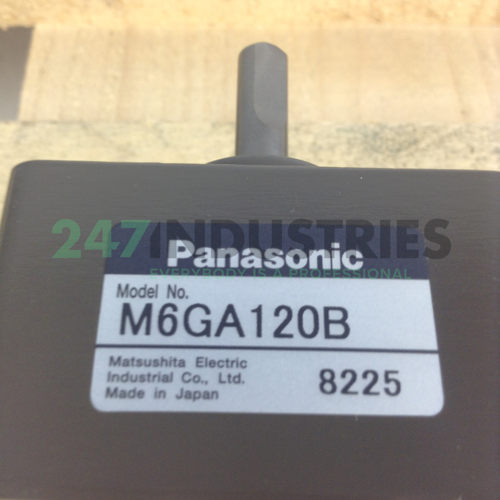 247INDUSTRIES
Panasonic
EVERYBODY IS A PROFESSIONAL
Model No.
M6GA120B
Matsushita Electric
Industrial Co., Ltd.
Made in Japan
8225